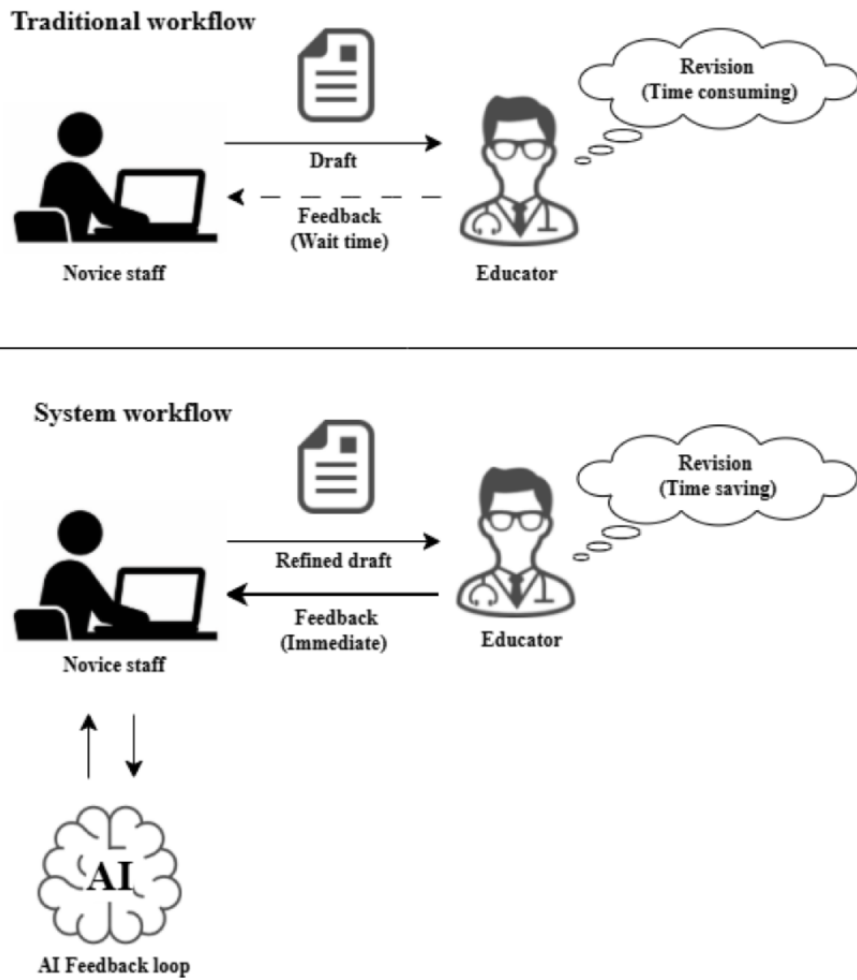 Traditional workflow
Revision
(Time consuming)
Draft
Feedback
(Wait time)
Novice staff
Educator
System workflow
Revision
(Time saving)
Refined draft
Feedback
(Immediate)
Novice staff
Educator
AI
AI Feedback loop